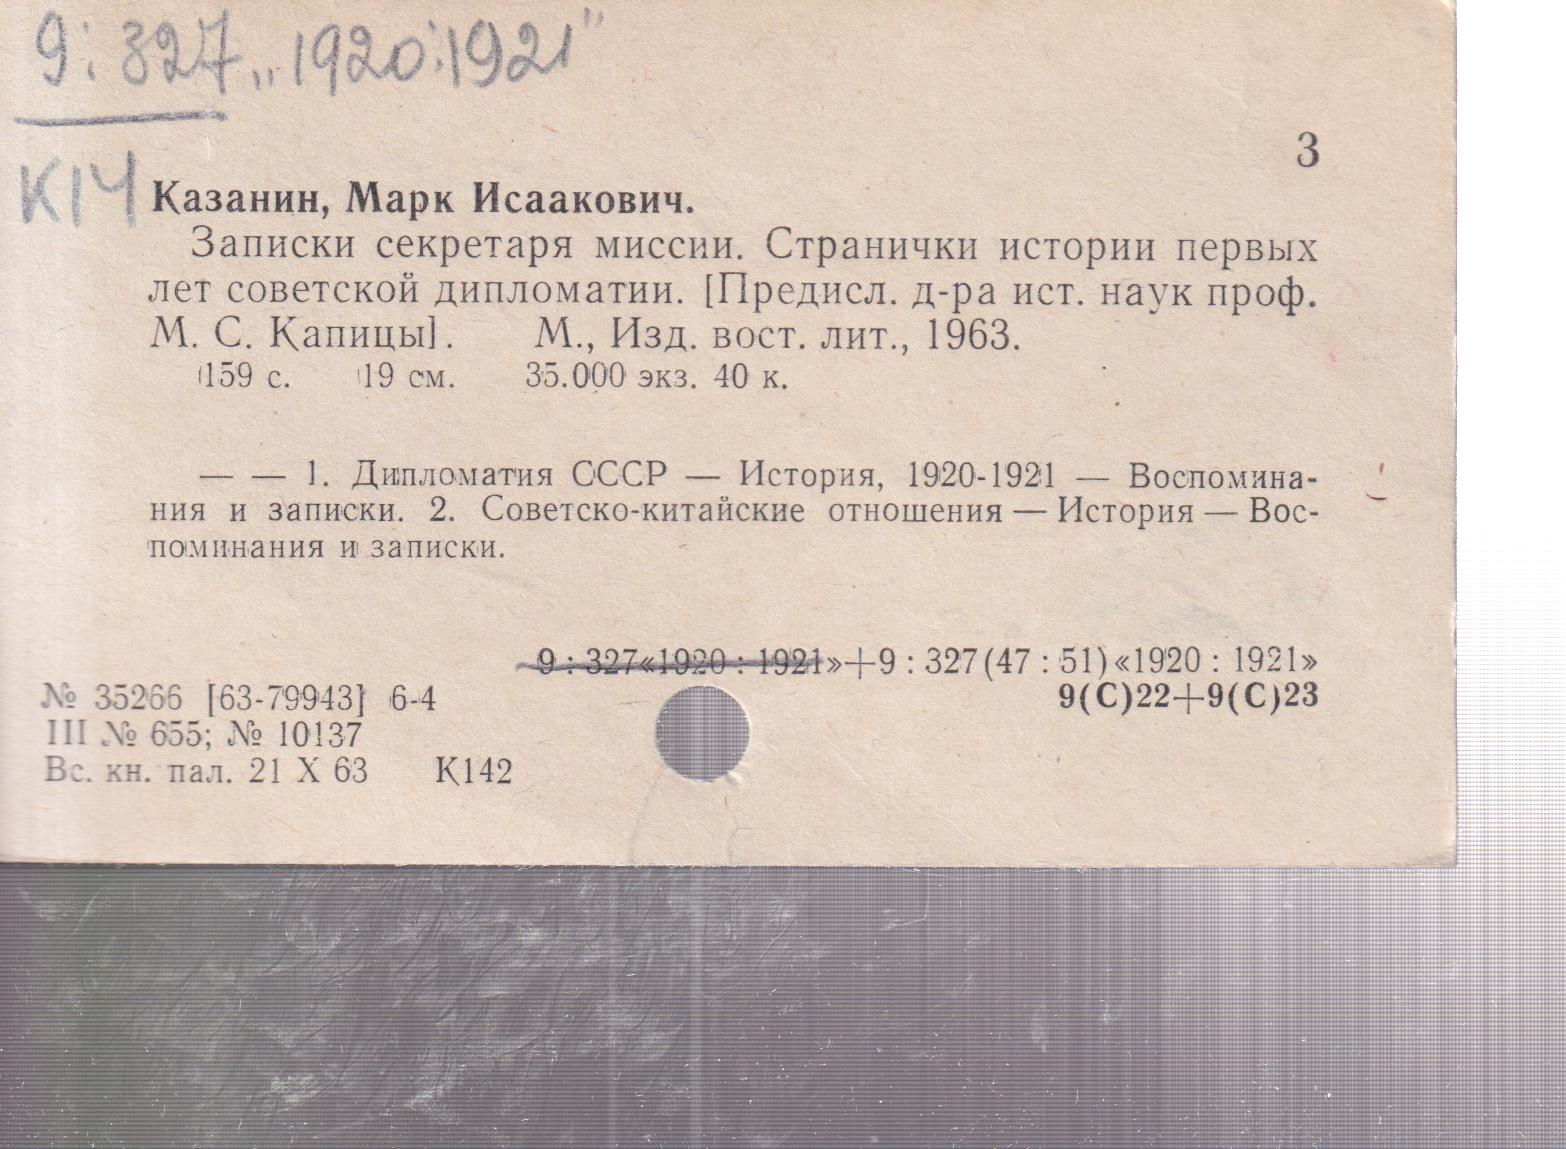 9:327„1920:1921"
3
К14
Казанин, Марк Исаакович.
Записки секретаря миссии. Странички истории первых
лет советской дипломатии. [Предисл. д-ра ист. наук проф.
М. С. Капицы]. М., Изд. вост. лит., 1963.
159 с. 19 см. 35.000 экз. 40 к.
— — 1. Дипломатия СССР — История, 1920-1921 — Воспомина-
ния и записки. 2. Советско-китайские отношения — История — Вос-
поминания и записки.
9 : 327«1920 : 1921»+9 : 327(47 : 51)«1920 : 1921»
9(С)22+9(С)23
№ 35266 [63-79943] 6-4
III № 655; № 10137
Вс. кн. пал. 21 X 63 К142